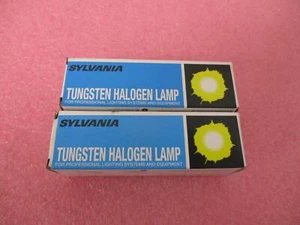 SYLVANIA
TUNGSTEN HALOGEN LAMP
FOR PROFESSIONAL LIGHTING SYSTEMS AND EQUIPMENT
SYLVANIA
TUNGSTEN HALOGEN LAMP
FOR PROFESSIONAL LIGHTING SYSTEMS AND EQUIPMENT